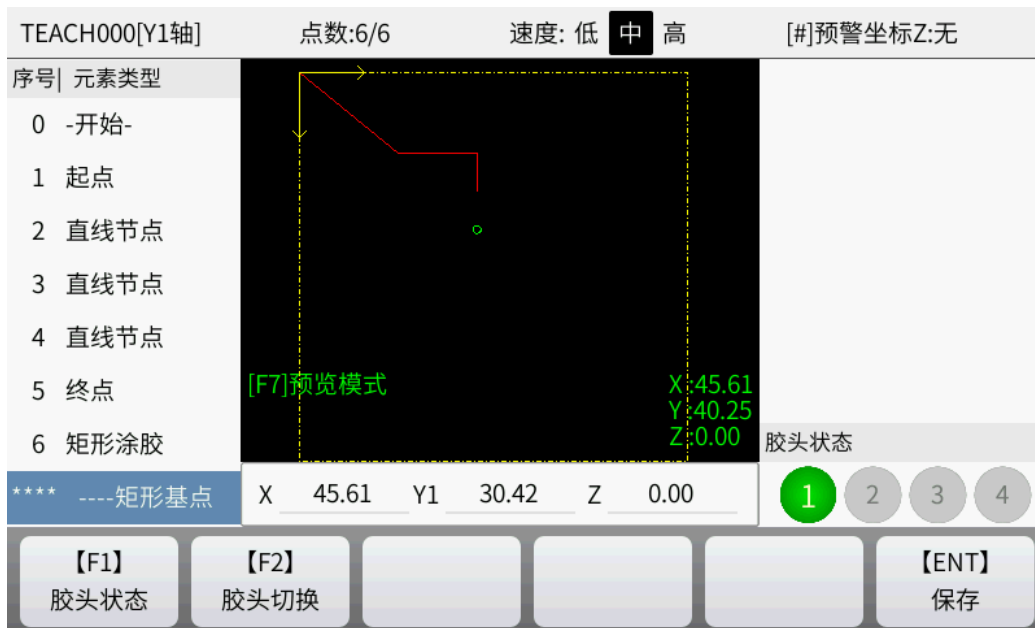 TEACH000[Y1轴] 点数:6/6 速度: 低 中 高 [#]预警坐标Z:无
序号| 元素类型
0 -开始-
1 起点
2 直线节点
3 直线节点
4 直线节点
5 终点
6 矩形涂胶
**** ----矩形基点
[F7]预览模式
X :45.61
Y :40.25
Z :0.00
X 45.61 Y1 30.42 Z 0.00
胶头状态
1 2 3 4
【F1】 【F2】 【ENT】
胶头状态 胶头切换 保存